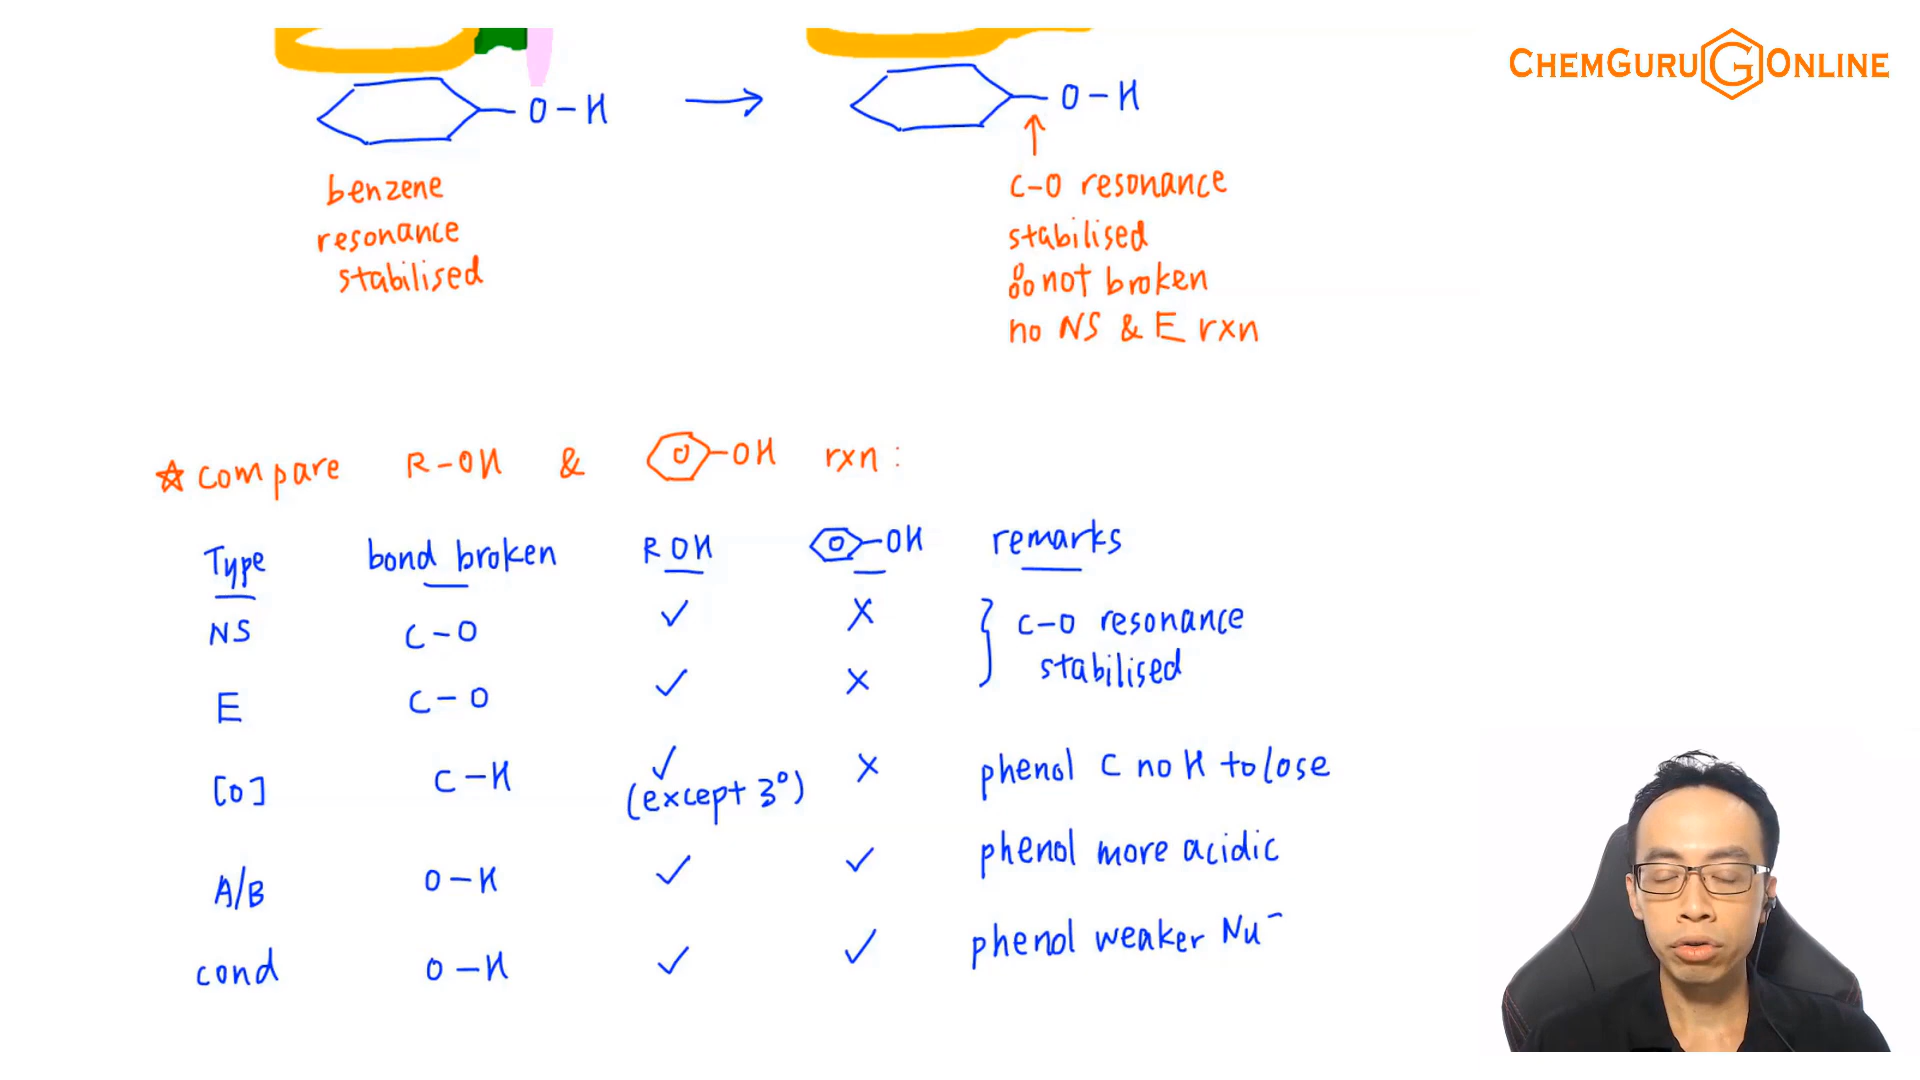 CHEMGURU G ONLINE
O-H → O-H
benzene
resonance
stabilised
C-O resonance
stabilised
∴ not broken
no NS & E rxn
☆ compare R-OH & -OH rxn:
Type bond broken ROH -OH remarks
NS C-O ✓ X } C-O resonance
stabilised
E C-O ✓ X
[O] C-H ✓ X phenol C no H to lose
(except 3°)
A/B O-H ✓ ✓ phenol more acidic
cond O-H ✓ ✓ phenol weaker Nu⁻